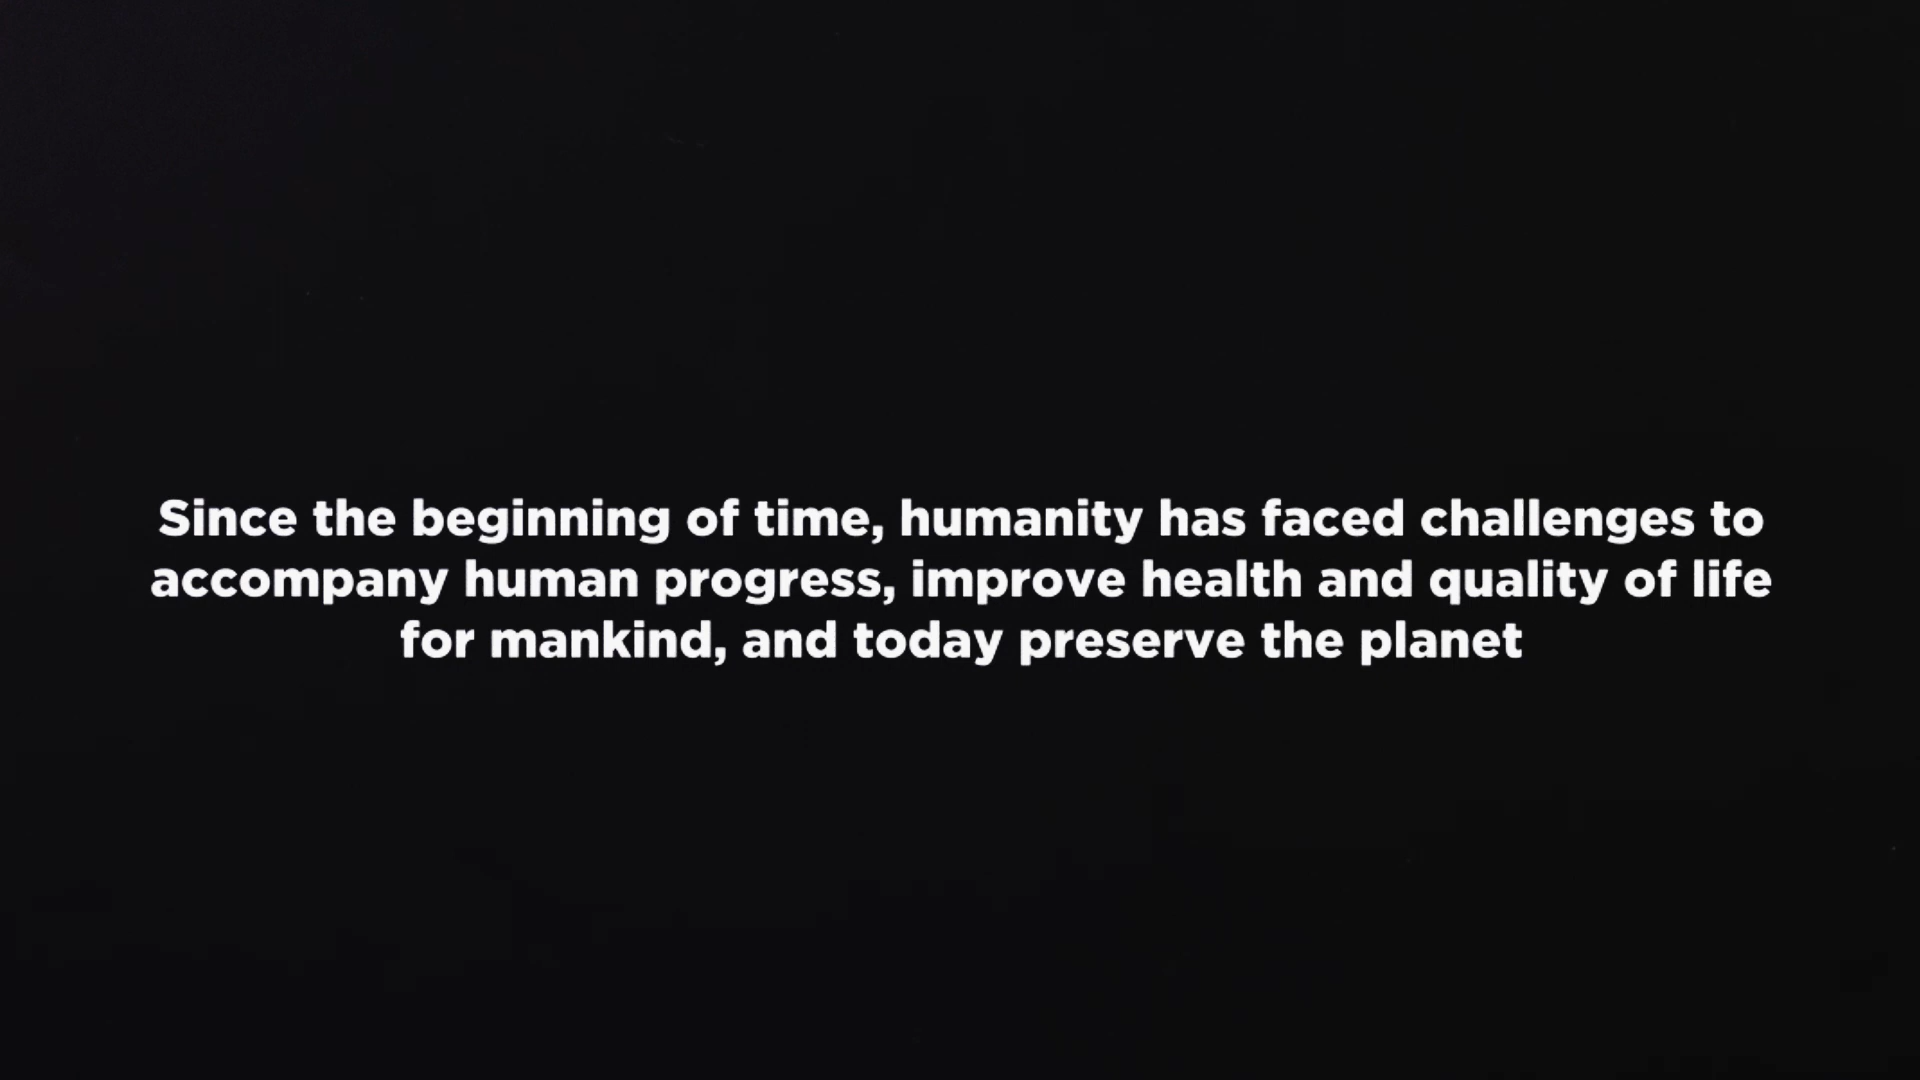 Since the beginning of time, humanity has faced challenges to
accompany human progress, improve health and quality of life
for mankind, and today preserve the planet